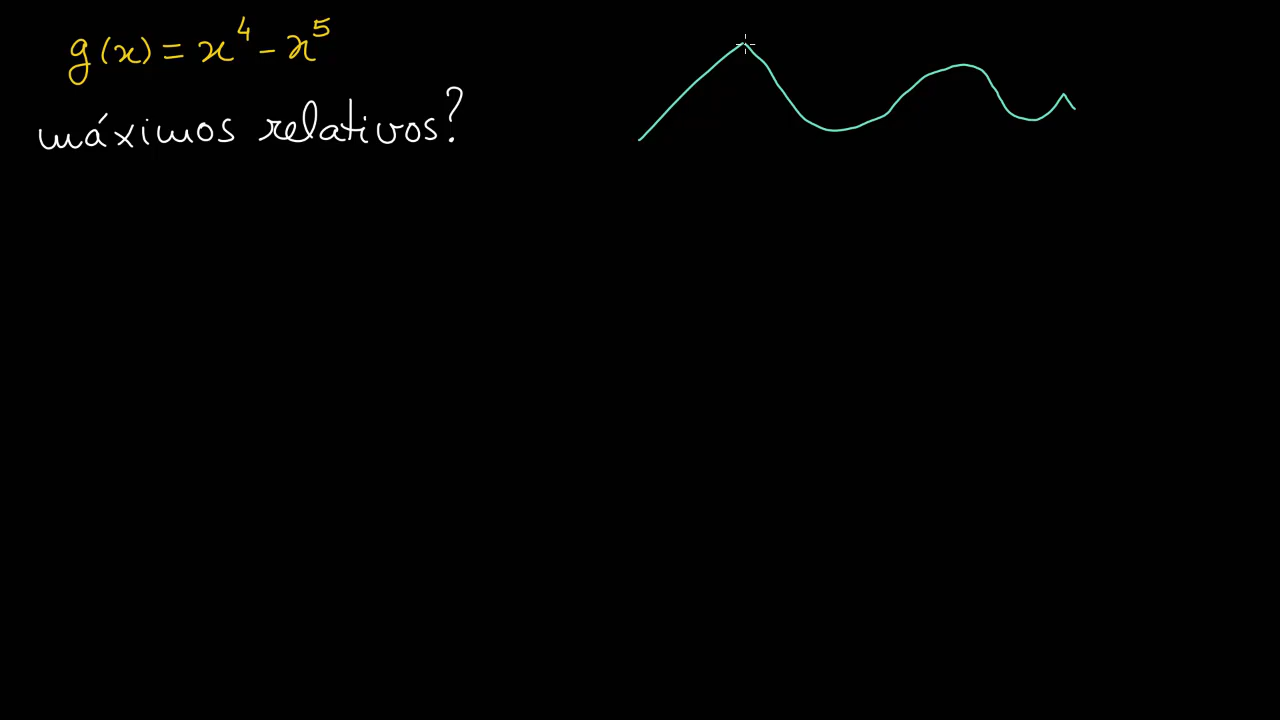 g(x) = x⁴ - x⁵
máximos relativos?